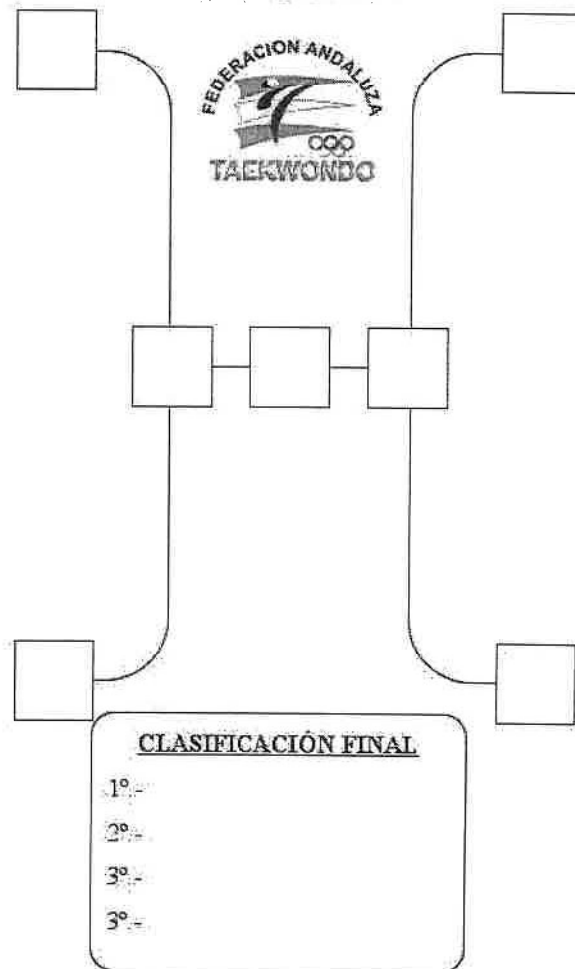 FEDERACION ANDALUZA
TAEKWONDO
CLASIFICACIÓN FINAL
1º.-
2º.-
3º.-
3º.-